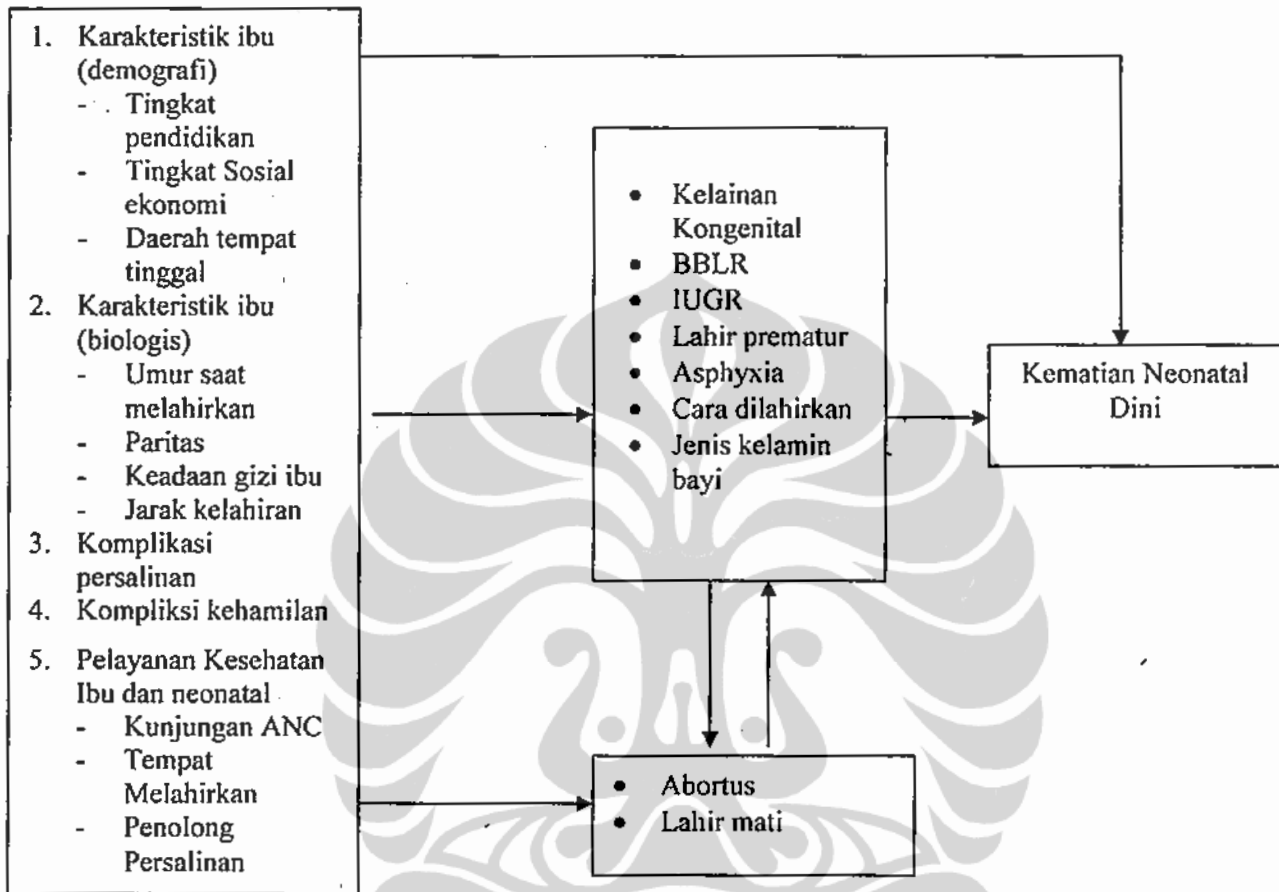 1. Karakteristik ibu
(demografi)
- Tingkat
pendidikan
- Tingkat Sosial
ekonomi
- Daerah tempat
tinggal
2. Karakteristik ibu
(biologis)
- Umur saat
melahirkan
- Paritas
- Keadaan gizi ibu
- Jarak kelahiran
3. Komplikasi
persalinan
4. Kompliksi kehamilan
5. Pelayanan Kesehatan
Ibu dan neonatal
- Kunjungan ANC
- Tempat
Melahirkan
- Penolong
Persalinan
• Kelainan
Kongenital
• BBLR
• IUGR
• Lahir prematur
• Asphyxia
• Cara dilahirkan
• Jenis kelamin
bayi
• Abortus
• Lahir mati
Kematian Neonatal
Dini